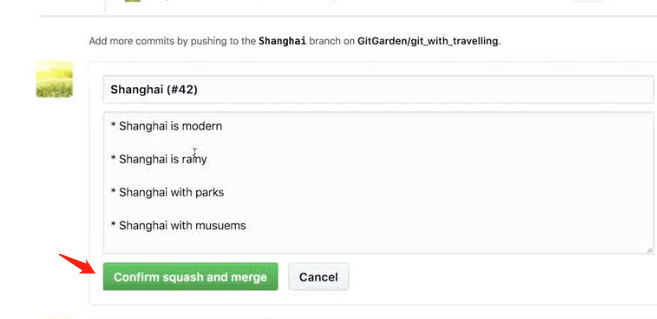 Add more commits by pushing to the Shanghai branch on GitGarden/git_with_travelling.
Shanghai (#42)
* Shanghai is modern
* Shanghai is rainy
* Shanghai with parks
* Shanghai with musuems
Confirm squash and merge
Cancel